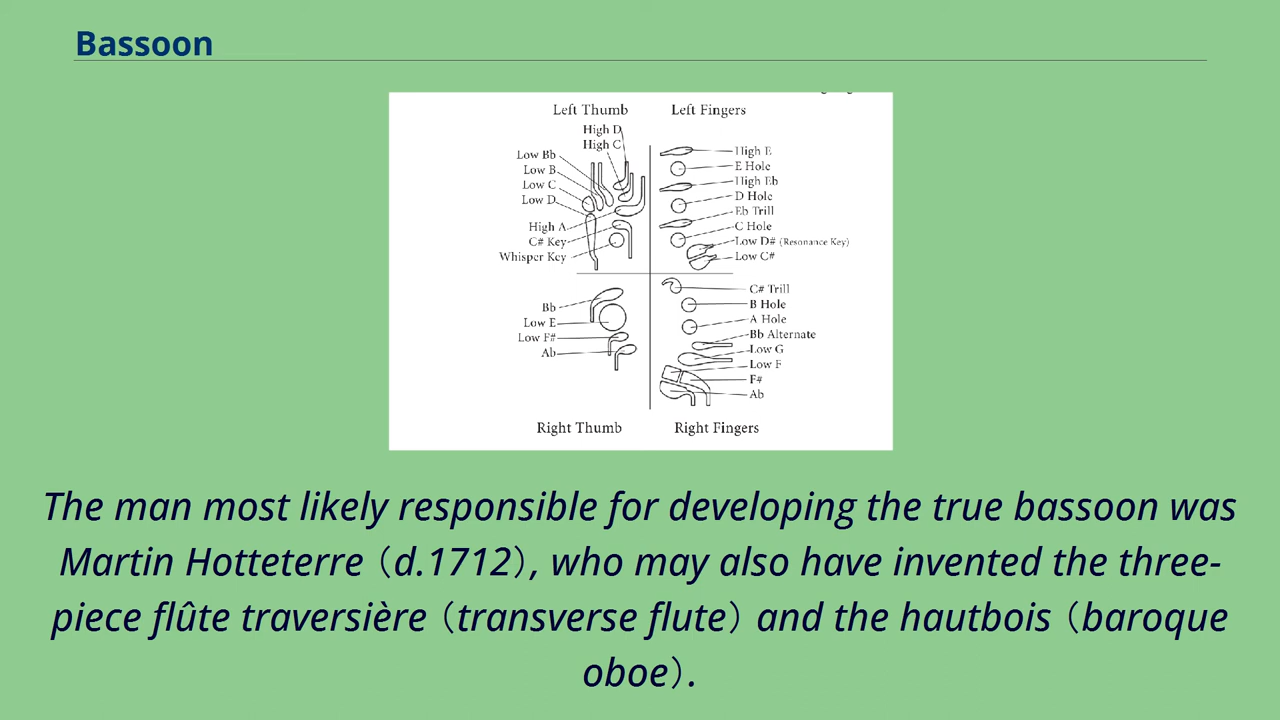 Bassoon
Left Thumb
Left Fingers
High D
High C
Low Bb
Low B
Low C
Low D
High A
C# Key
Whisper Key
High E
E Hole
High Eb
D Hole
Eb Trill
C Hole
Low D# (Resonance Key)
Low C#
Bb
Low E
Low F#
Ab
C# Trill
B Hole
A Hole
Bb Alternate
Low G
Low F
F#
Ab
Right Thumb
Right Fingers
The man most likely responsible for developing the true bassoon was
Martin Hotteterre (d.1712), who may also have invented the three-
piece flûte traversière (transverse flute) and the hautbois (baroque
oboe).